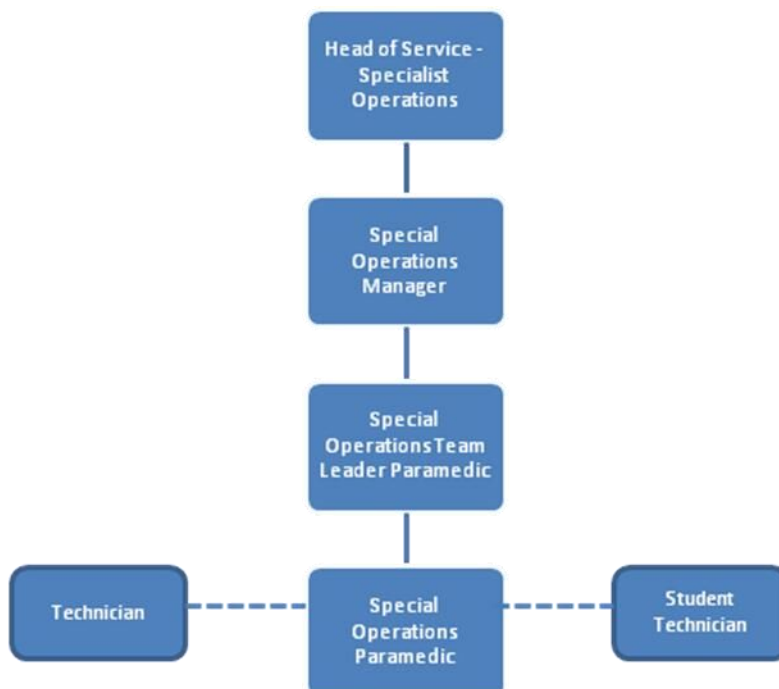 Head of Service -
Specialist
Operations
Special
Operations
Manager
Special
Operations Team
Leader Paramedic
Technician
Special
Operations
Paramedic
Student
Technician